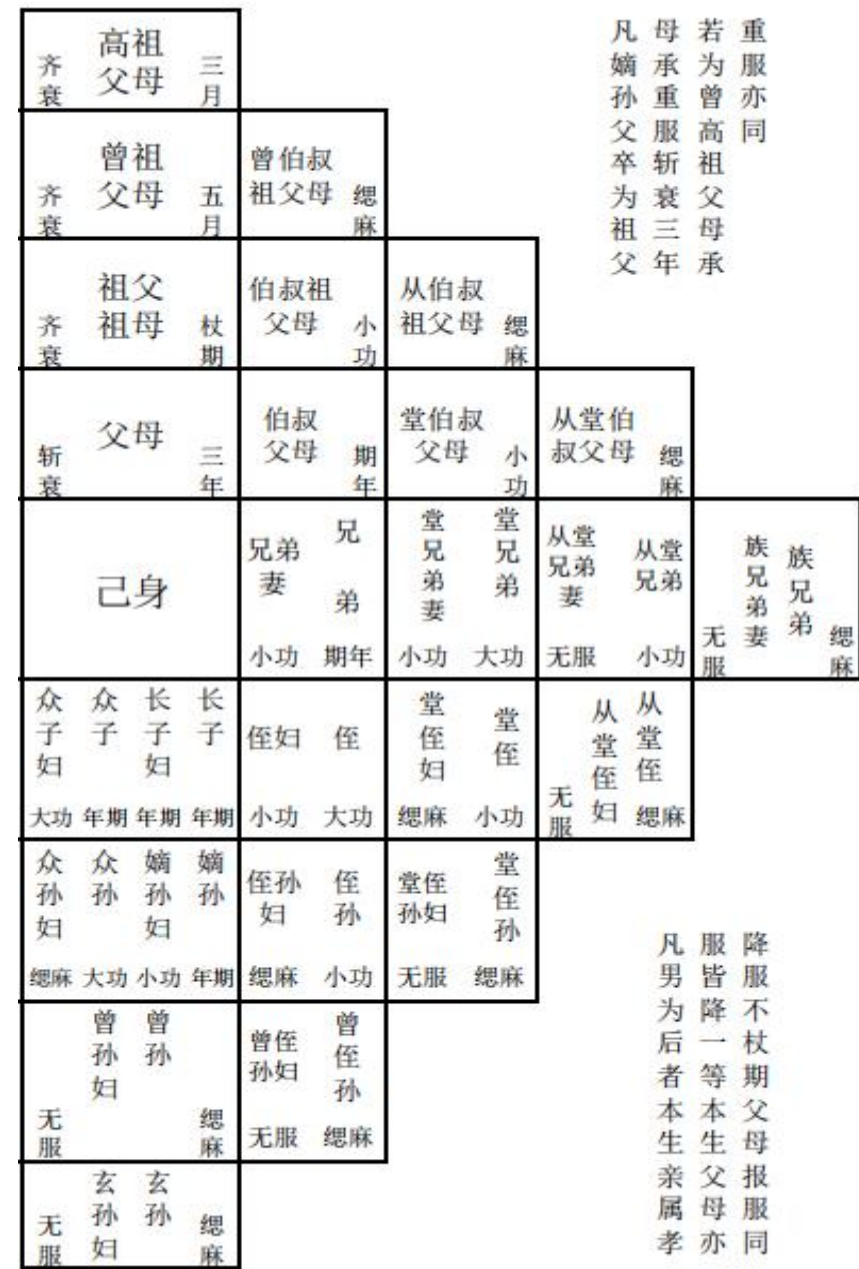 高祖
父母
齐衰
三月
曾祖
父母
齐衰
五月
曾伯叔
祖父母
缌麻
祖父
祖母
齐衰
杖期
伯叔祖
父母
小功
从伯叔
祖父母
缌麻
父母
斩衰
三年
伯叔
父母
期年
堂伯叔
父母
小功
从堂伯
叔父母
缌麻
己身
兄弟
妻
小功
兄弟
期年
堂兄弟妻
小功
堂兄弟
大功
从堂
兄弟
妻
无服
从堂
兄弟
小功
族兄弟妻
无服
族兄弟
缌麻
众子妇
大功
众子
年期
长子妇
年期
长子
年期
侄妇
小功
侄
大功
堂侄妇
缌麻
堂侄
小功
从堂侄妇
无服
从堂侄
缌麻
众孙妇
缌麻
众孙
大功
嫡孙妇
小功
嫡孙
年期
侄孙
妇
缌麻
侄孙
小功
堂侄
孙妇
无服
堂侄孙
缌麻
曾孙妇
无服
曾孙
缌麻
曾侄
孙妇
无服
曾侄孙
缌麻
玄孙妇
无服
玄孙
缌麻
凡嫡孙父卒为祖父
母承重服斩衰三年
若为曾高祖父母承
重服亦同
凡男为后者本生亲属孝
服皆降一等本生父母亦
降服不杖期父母报服同